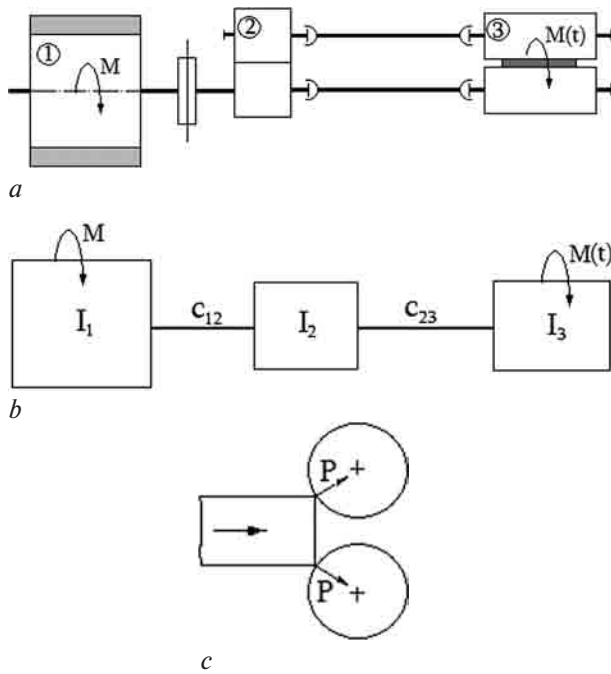 ① M ② ③ M(t)
a
M M(t)
I₁ c₁₂ I₂ c₂₃ I₃
b
P
P
c